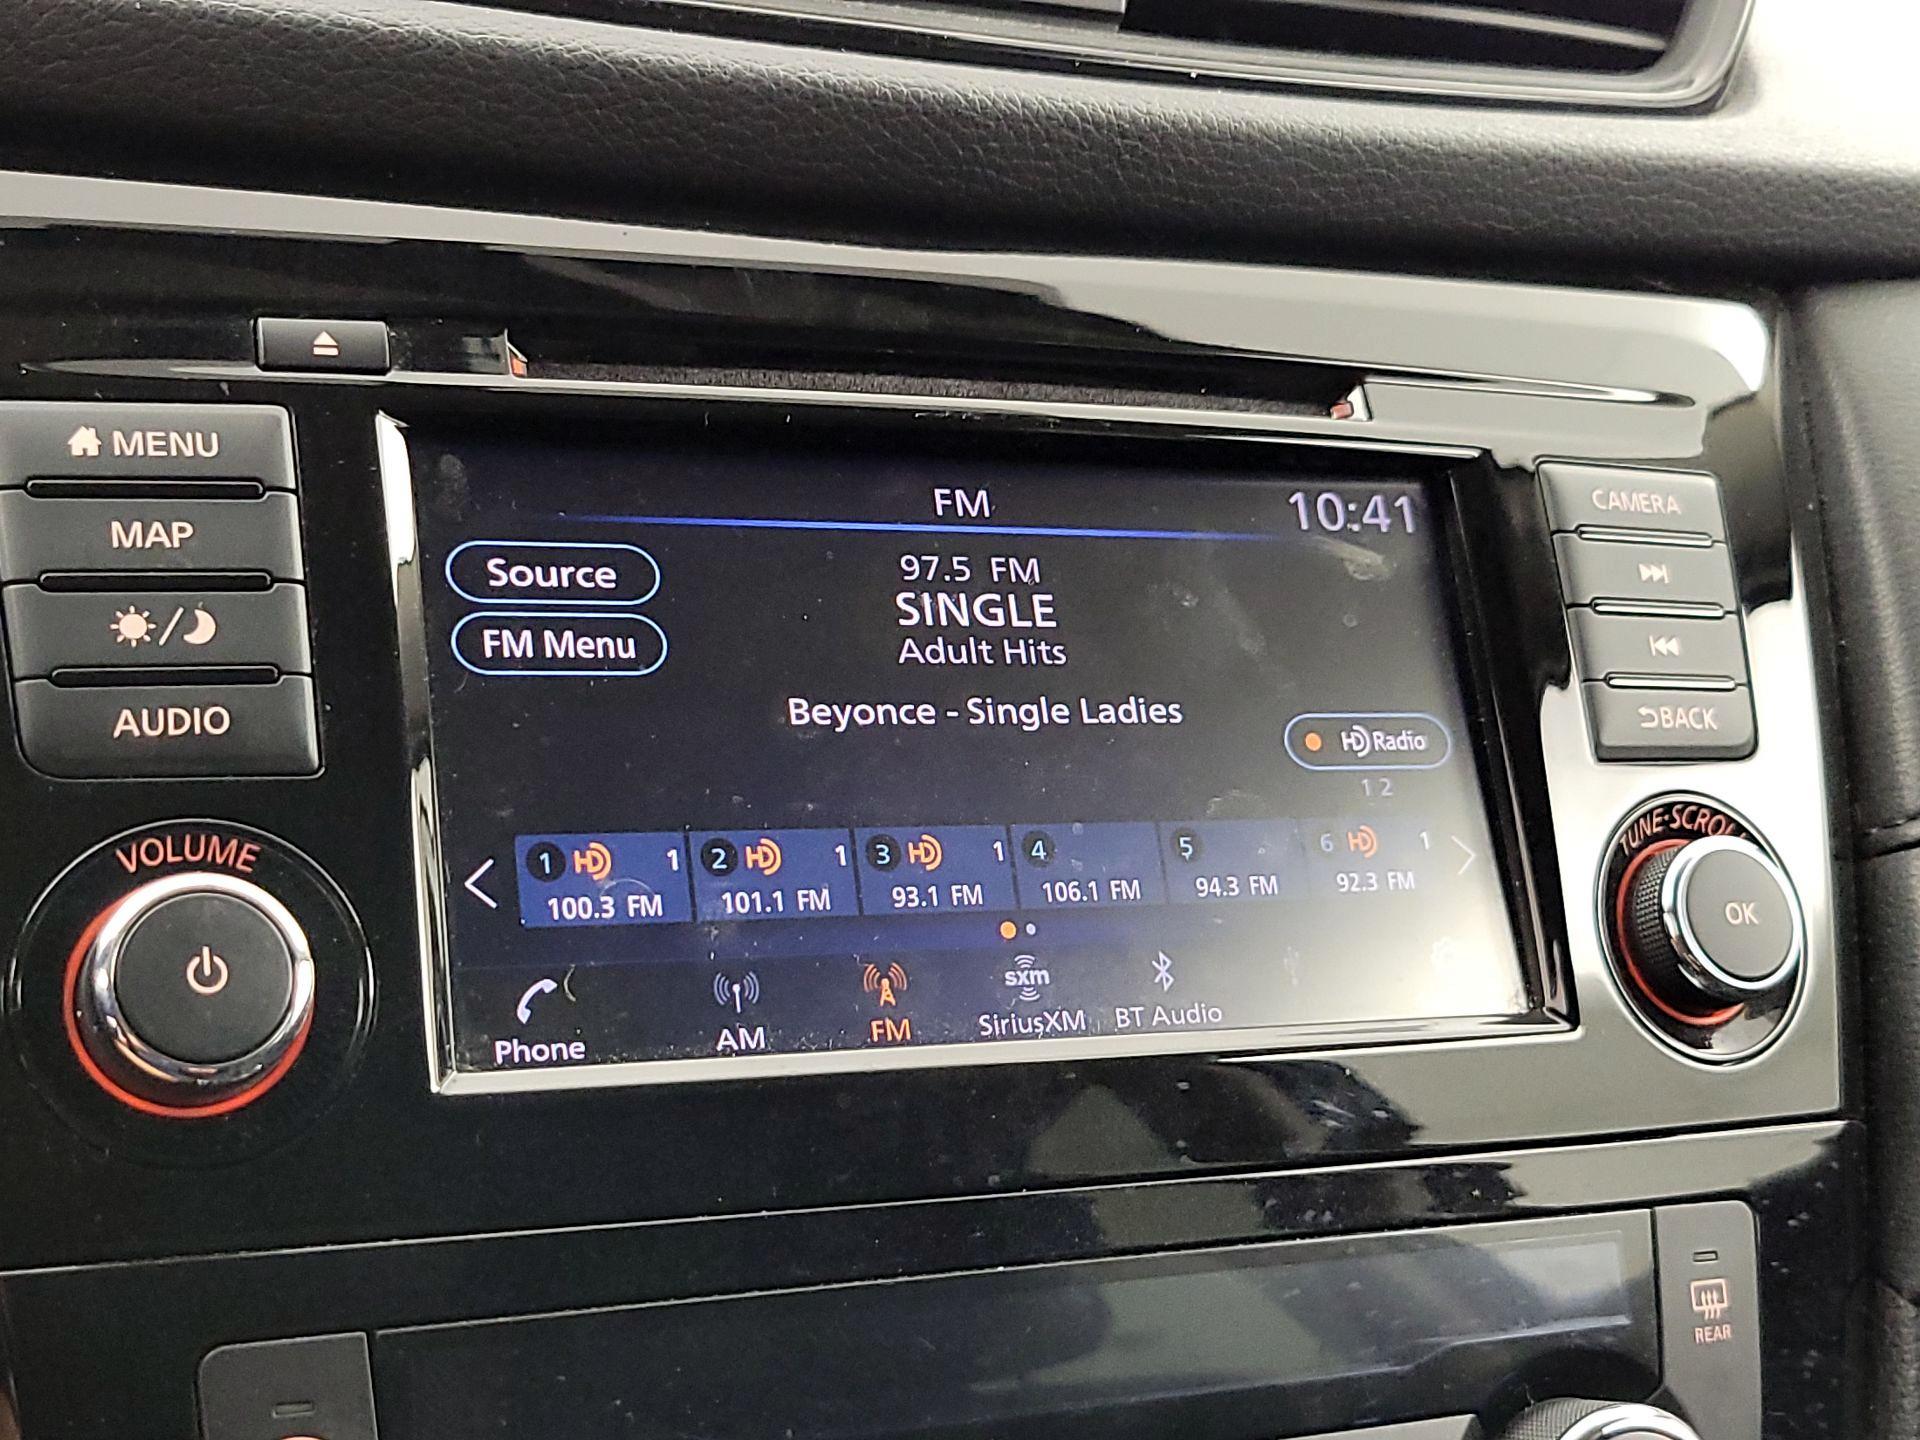 MENU
MAP
AUDIO
VOLUME
FM
10:41
Source
FM Menu
97.5 FM
SINGLE
Adult Hits
Beyonce - Single Ladies
HD Radio
1 2
1 HD 1
100.3 FM
2 HD 1
101.1 FM
3 HD 1
93.1 FM
4
106.1 FM
5
94.3 FM
6 HD 1
92.3 FM
Phone
AM
FM
sxm
SiriusXM
BT Audio
CAMERA
BACK
TUNE·SCROLL
OK
REAR